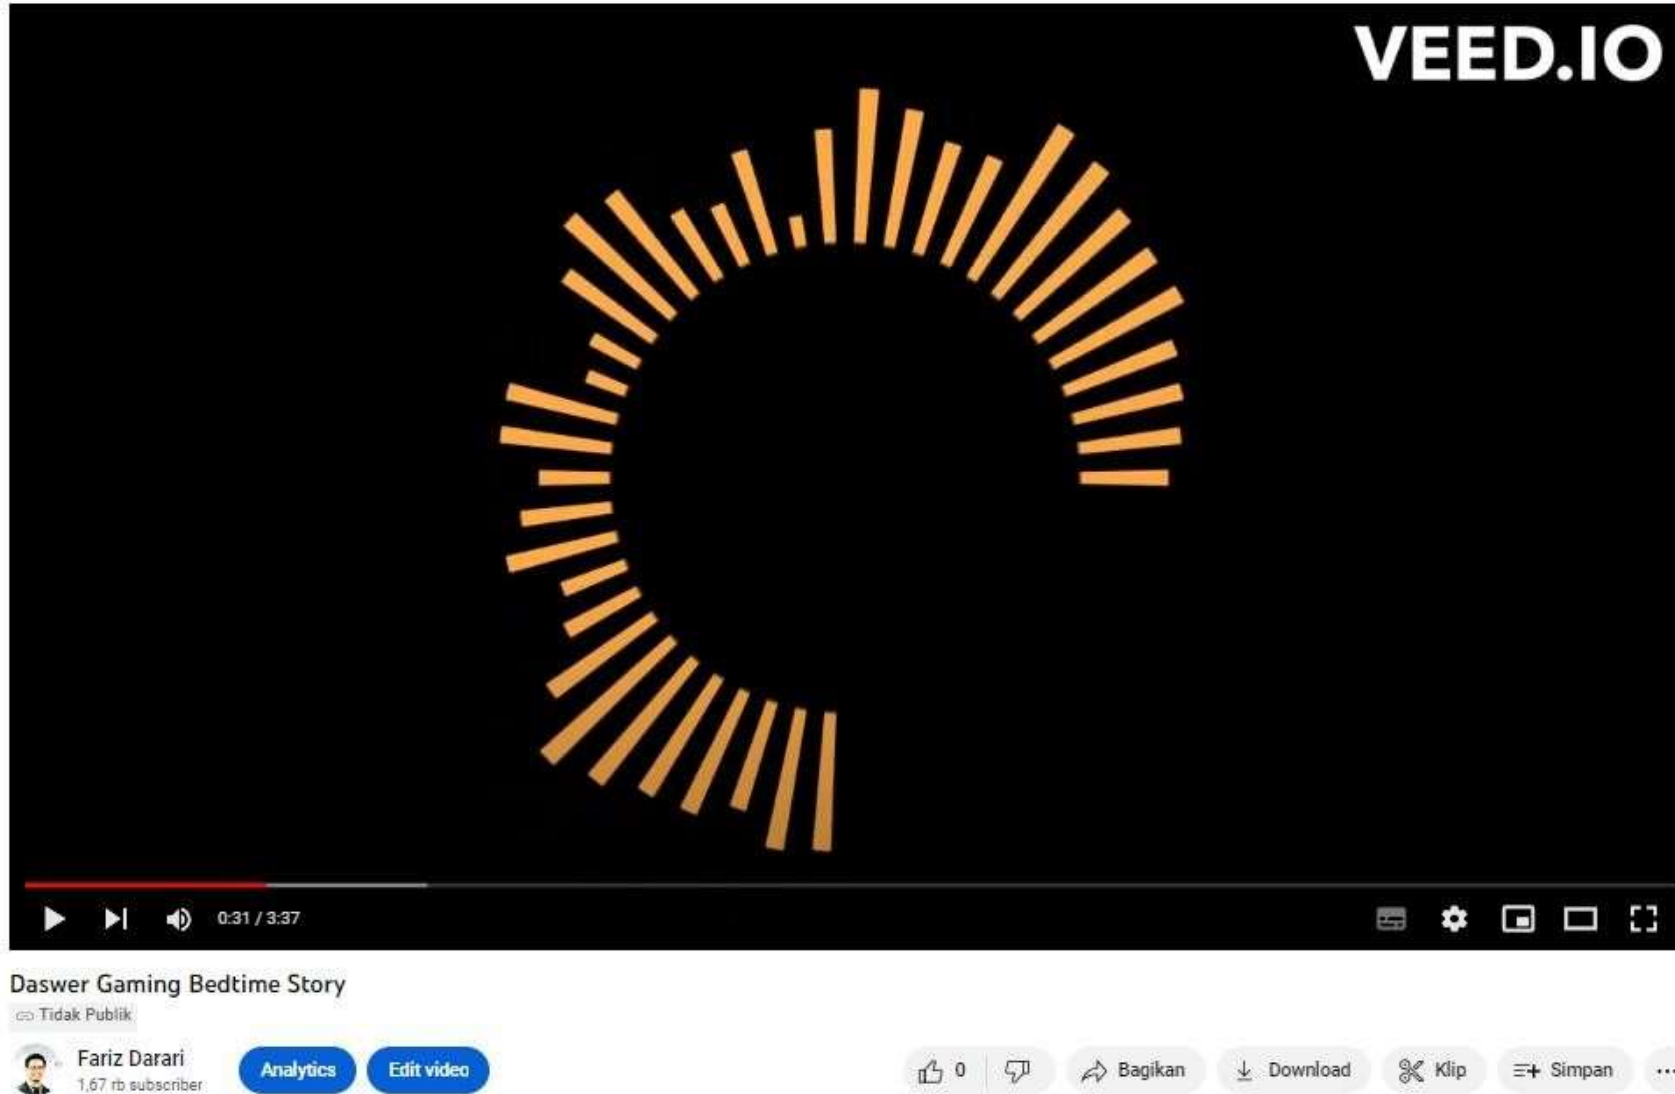 VEED.IO
0:31 / 3:37
Daswer Gaming Bedtime Story
Tidak Publik
Fariz Darari
1,67 rb subscriber
Analytics
Edit video
0
Bagikan
Download
Klip
Simpan